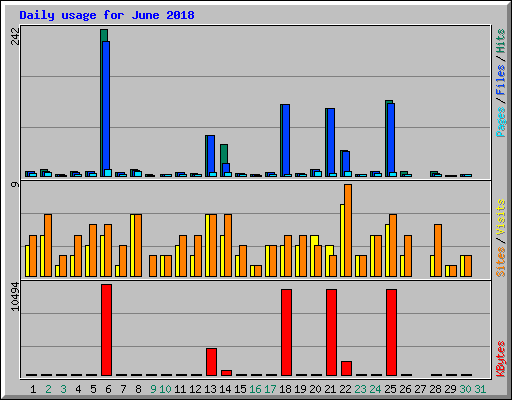 Daily usage for June 2018
242
Pages / Files / Hits
9
Sites / Visits
10494
KBytes
1 2 3 4 5 6 7 8 9 10 11 12 13 14 15 16 17 18 19 20 21 22 23 24 25 26 27 28 29 30 31